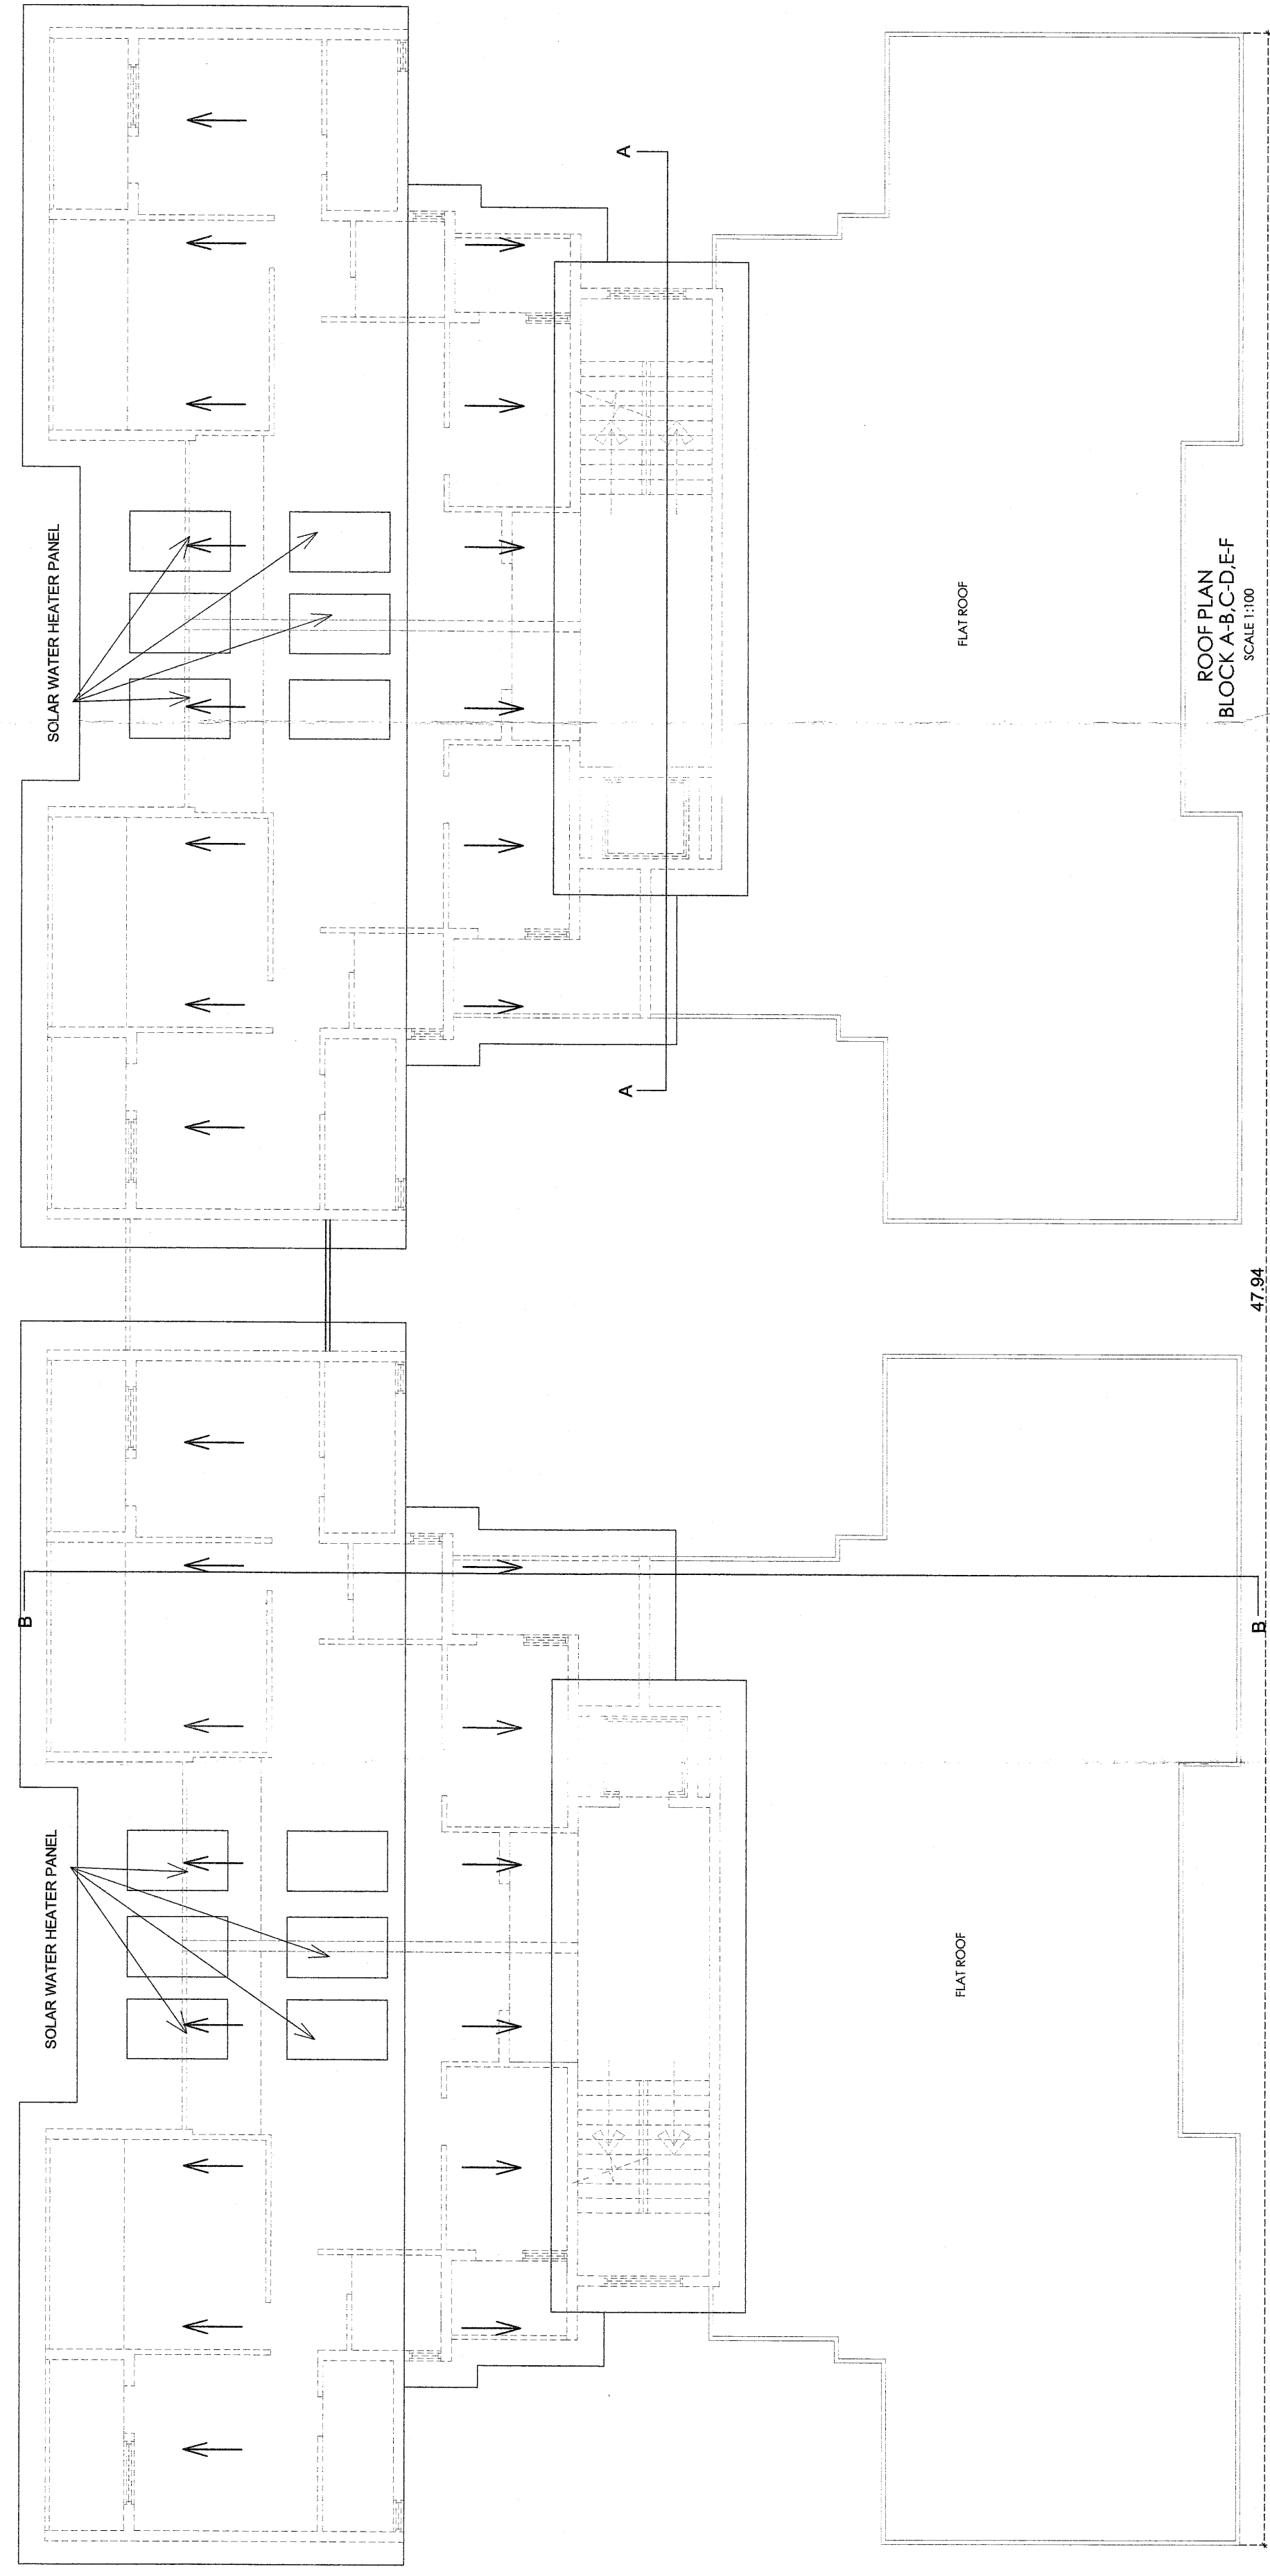 SOLAR WATER HEATER PANEL
SOLAR WATER HEATER PANEL
A
A
B
B
FLAT ROOF
FLAT ROOF
ROOF PLAN
BLOCK A-B,C-D,E-F
SCALE 1:100
47.94